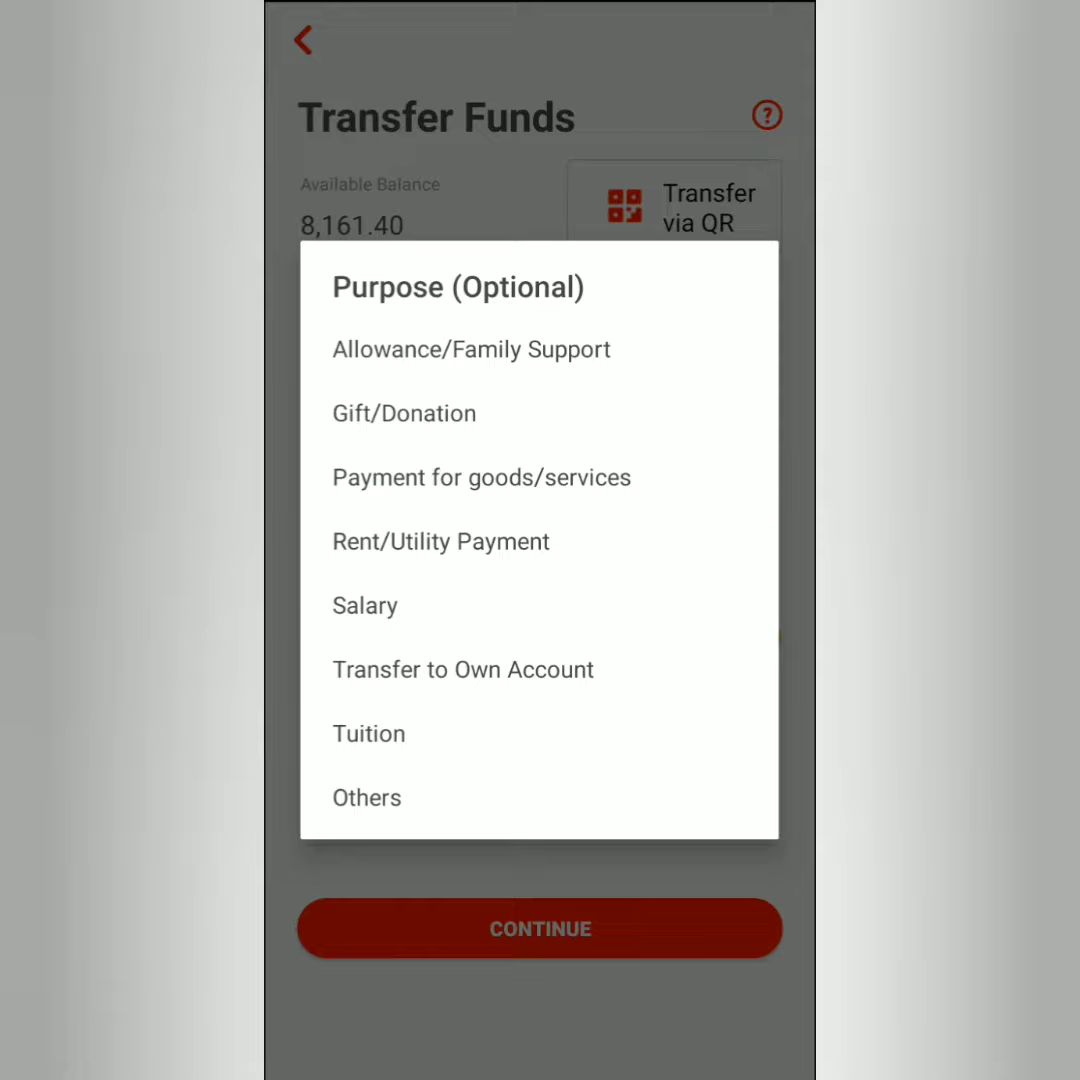 Transfer Funds
?
Available Balance
8,161.40
Transfer
via QR
Purpose (Optional)
Allowance/Family Support
Gift/Donation
Payment for goods/services
Rent/Utility Payment
Salary
Transfer to Own Account
Tuition
Others
CONTINUE